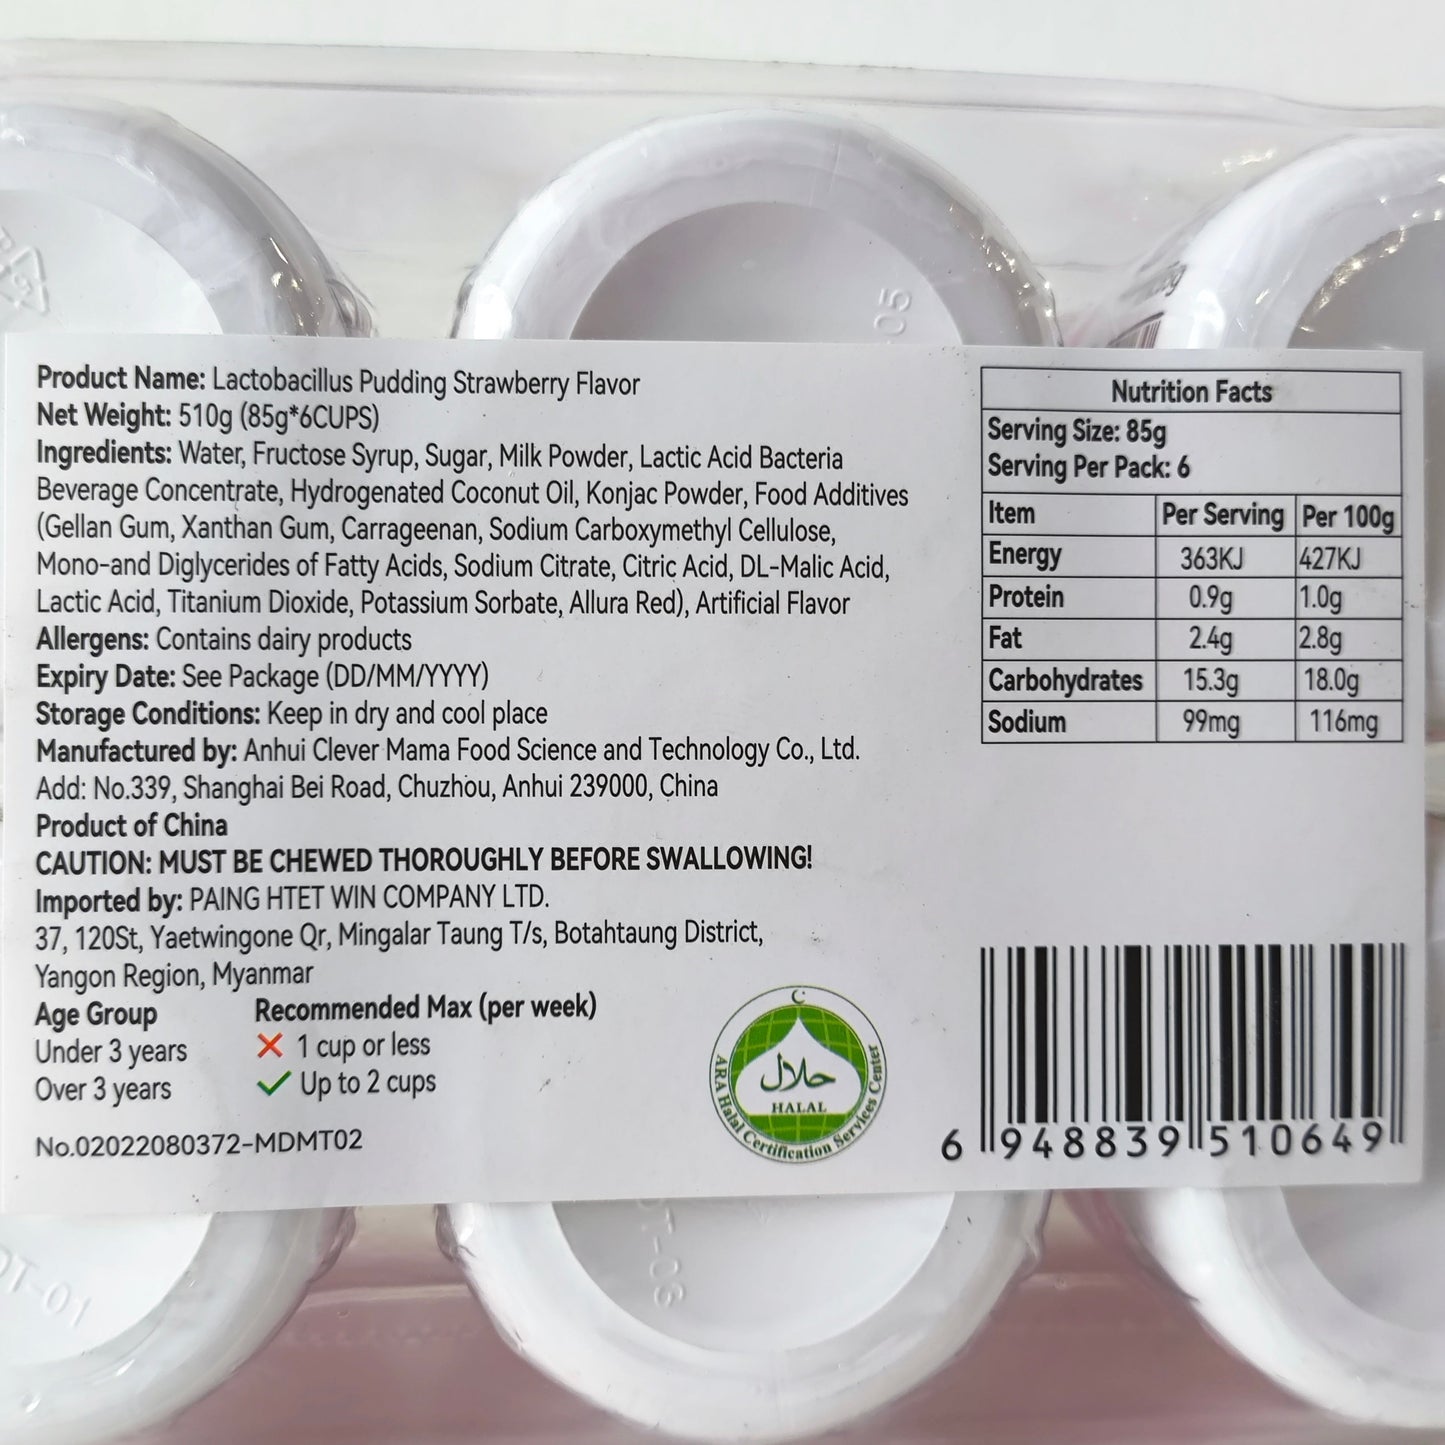 Product Name: Lactobacillus Pudding Strawberry Flavor
Net Weight: 510g (85g*6CUPS)
Ingredients: Water, Fructose Syrup, Sugar, Milk Powder, Lactic Acid Bacteria
Beverage Concentrate, Hydrogenated Coconut Oil, Konjac Powder, Food Additives
(Gellan Gum, Xanthan Gum, Carrageenan, Sodium Carboxymethyl Cellulose,
Mono-and Diglycerides of Fatty Acids, Sodium Citrate, Citric Acid, DL-Malic Acid,
Lactic Acid, Titanium Dioxide, Potassium Sorbate, Allura Red), Artificial Flavor
Allergens: Contains dairy products
Expiry Date: See Package (DD/MM/YYYY)
Storage Conditions: Keep in dry and cool place
Manufactured by: Anhui Clever Mama Food Science and Technology Co., Ltd.
Add: No.339, Shanghai Bei Road, Chuzhou, Anhui 239000, China
Product of China
CAUTION: MUST BE CHEWED THOROUGHLY BEFORE SWALLOWING!
Imported by: PAING HTET WIN COMPANY LTD.
37, 120St, Yaetwingone Qr, Mingalar Taung T/s, Botahtaung District,
Yangon Region, Myanmar
Age Group Recommended Max (per week)
Under 3 years ✕ 1 cup or less
Over 3 years ✓ Up to 2 cups
No.02022080372-MDMT02
Nutrition Facts
Serving Size: 85g
Serving Per Pack: 6
Item Per Serving Per 100g
Energy 363KJ 427KJ
Protein 0.9g 1.0g
Fat 2.4g 2.8g
Carbohydrates 15.3g 18.0g
Sodium 99mg 116mg
حلال
HALAL
ARA Halal Certification Services Center
6 948839 510649
05
DT-01
DT-03